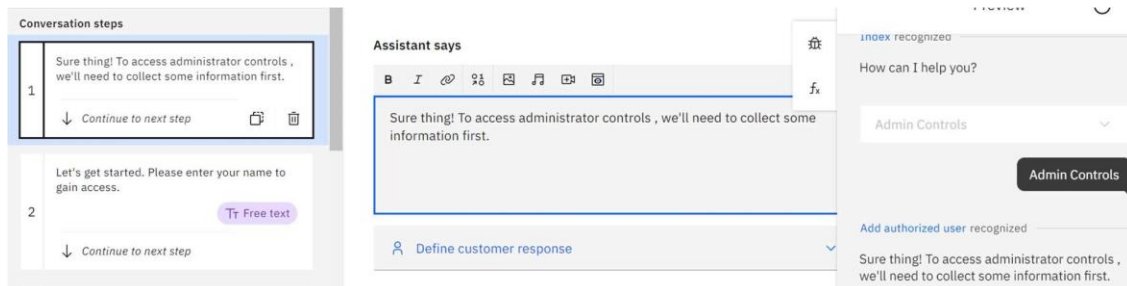 Conversation steps
1
Sure thing! To access administrator controls ,
we'll need to collect some information first.
Continue to next step
2
Let's get started. Please enter your name to
gain access.
Tт Free text
Continue to next step
Assistant says
B I
Sure thing! To access administrator controls , we'll need to collect some
information first.
Define customer response
fx
Index recognized
How can I help you?
Admin Controls
Admin Controls
Add authorized user recognized
Sure thing! To access administrator controls ,
we'll need to collect some information first.